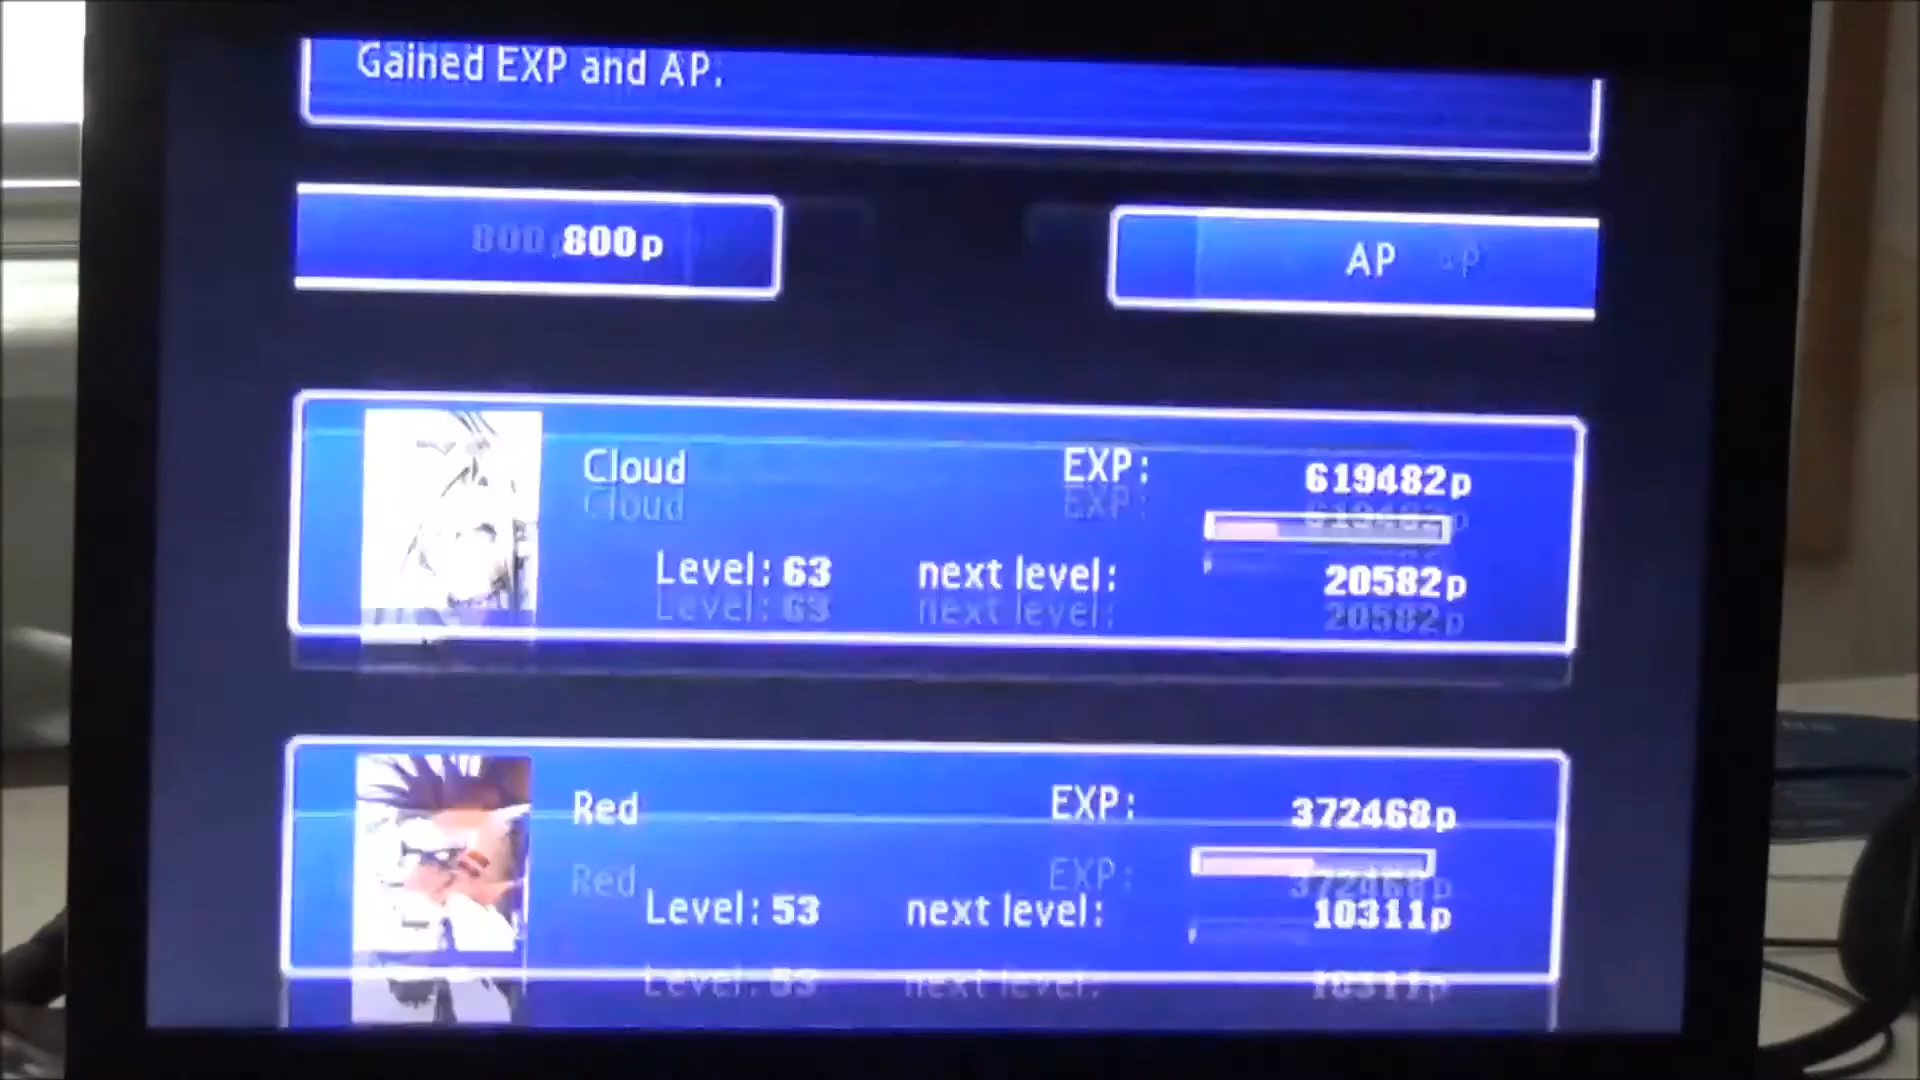 Gained EXP and AP.
800p
AP
Cloud
EXP: 619482p
Level: 63 next level: 20582p
Red
EXP: 372468p
Level: 53 next level: 10311p